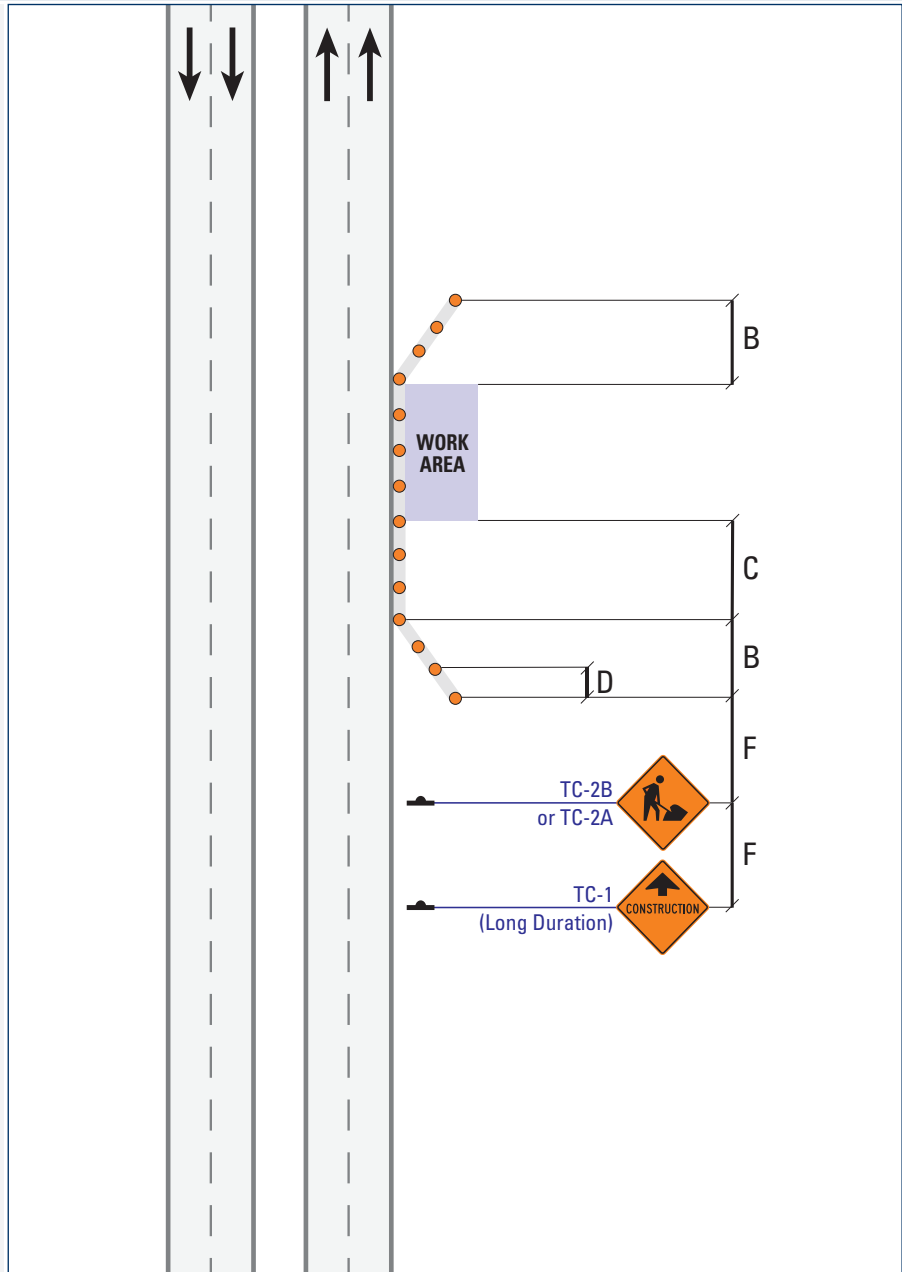 B
WORK
AREA
C
B
D
F
TC-2B
or TC-2A
F
TC-1
(Long Duration)
CONSTRUCTION